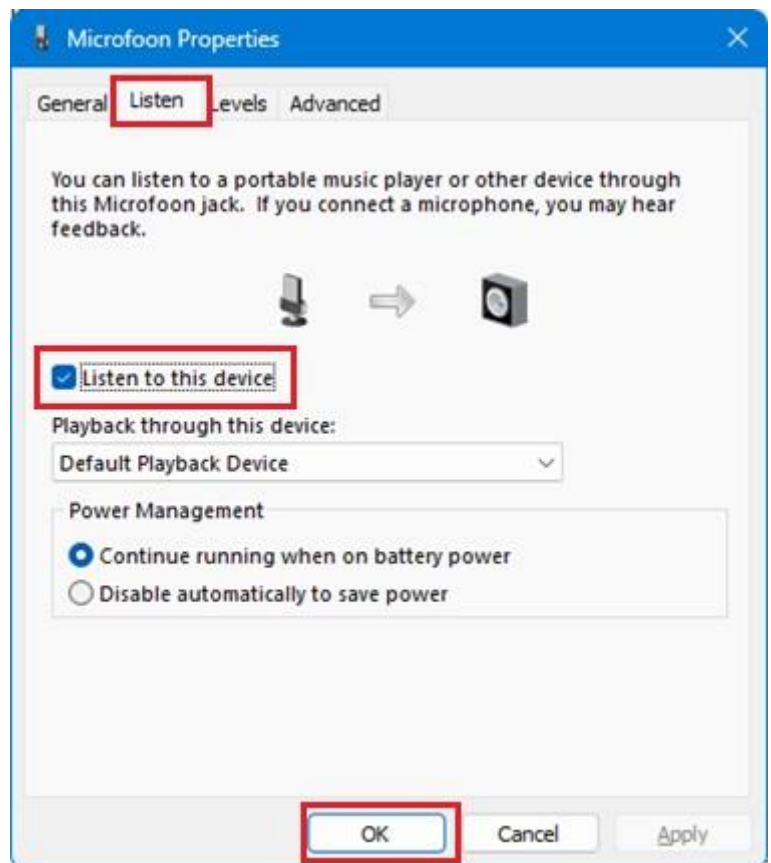 Microfoon Properties
General Listen Levels Advanced
You can listen to a portable music player or other device through
this Microfoon jack. If you connect a microphone, you may hear
feedback.
Listen to this device
Playback through this device:
Default Playback Device
Power Management
Continue running when on battery power
Disable automatically to save power
OK Cancel Apply